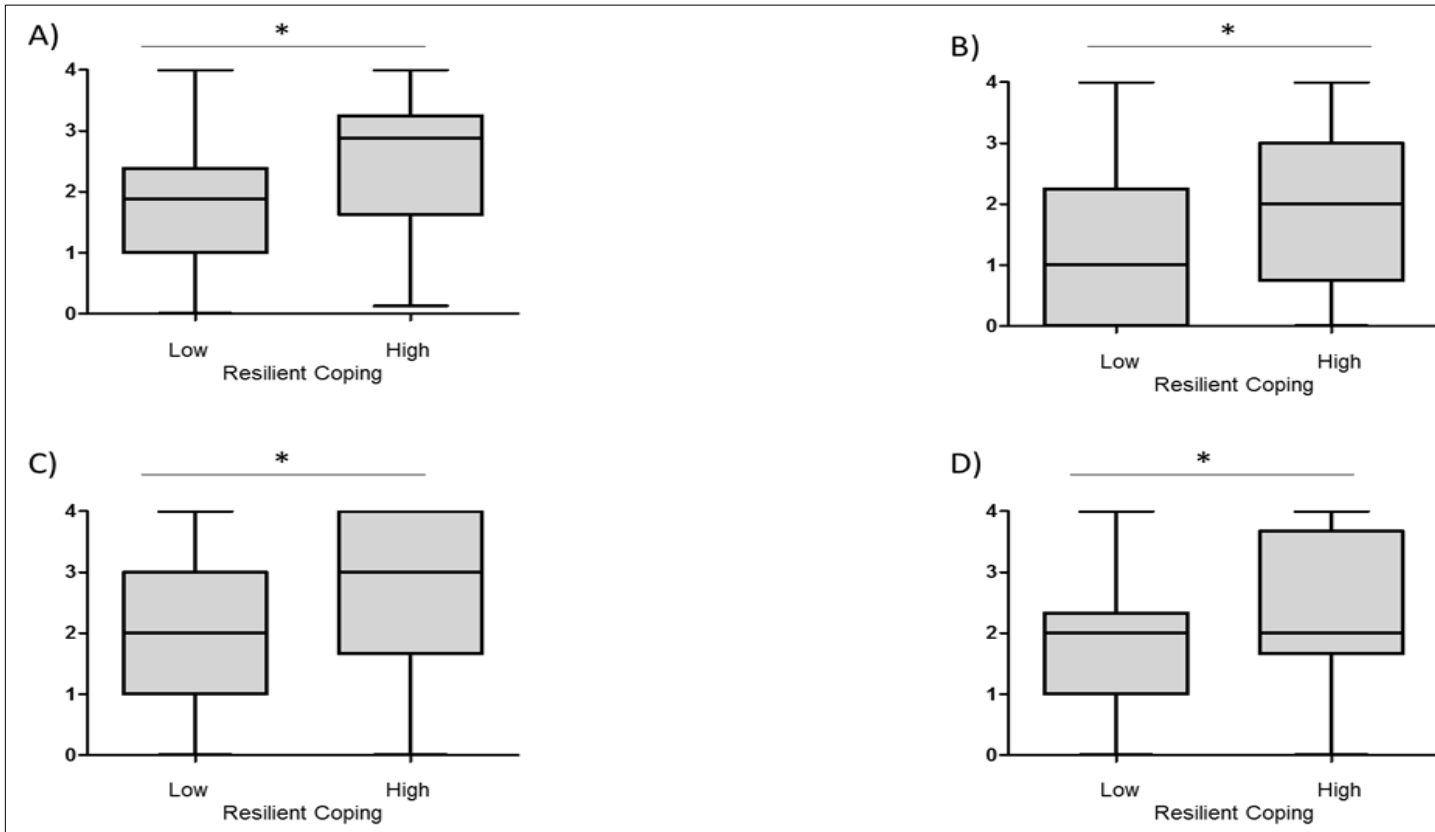 A)
*
4
3
2
1
0
Low High
Resilient Coping
B)
*
4
3
2
1
0
Low High
Resilient Coping
C)
*
4
3
2
1
0
Low High
Resilient Coping
D)
*
4
3
2
1
0
Low High
Resilient Coping